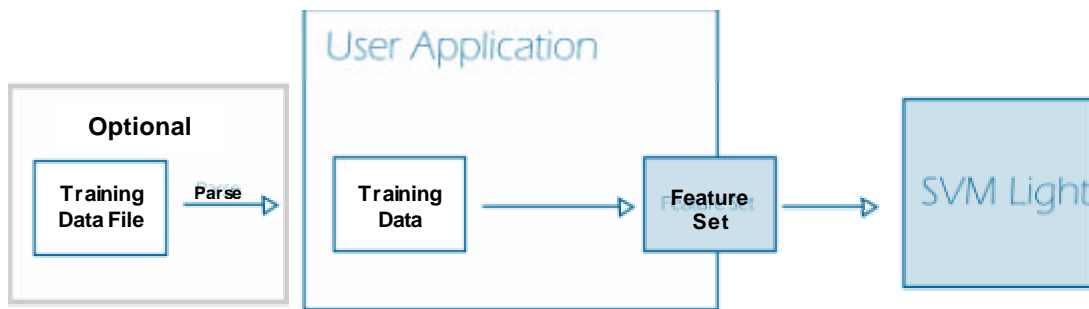 User Application
Optional
Training
Data File
Parse
Training
Data
Feature
Set
SVM Light